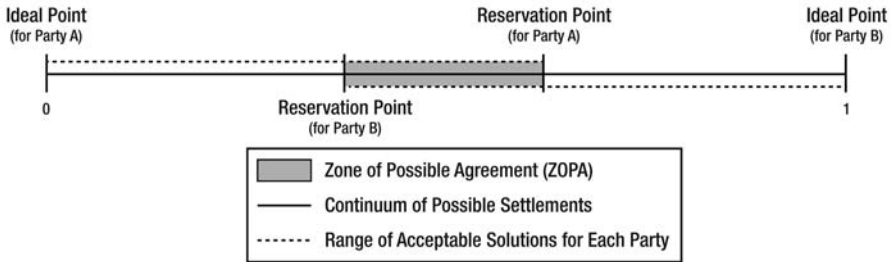 Ideal Point
(for Party A)
Reservation Point
(for Party A)
Ideal Point
(for Party B)
0
Reservation Point
(for Party B)
1
Zone of Possible Agreement (ZOPA)
Continuum of Possible Settlements
Range of Acceptable Solutions for Each Party